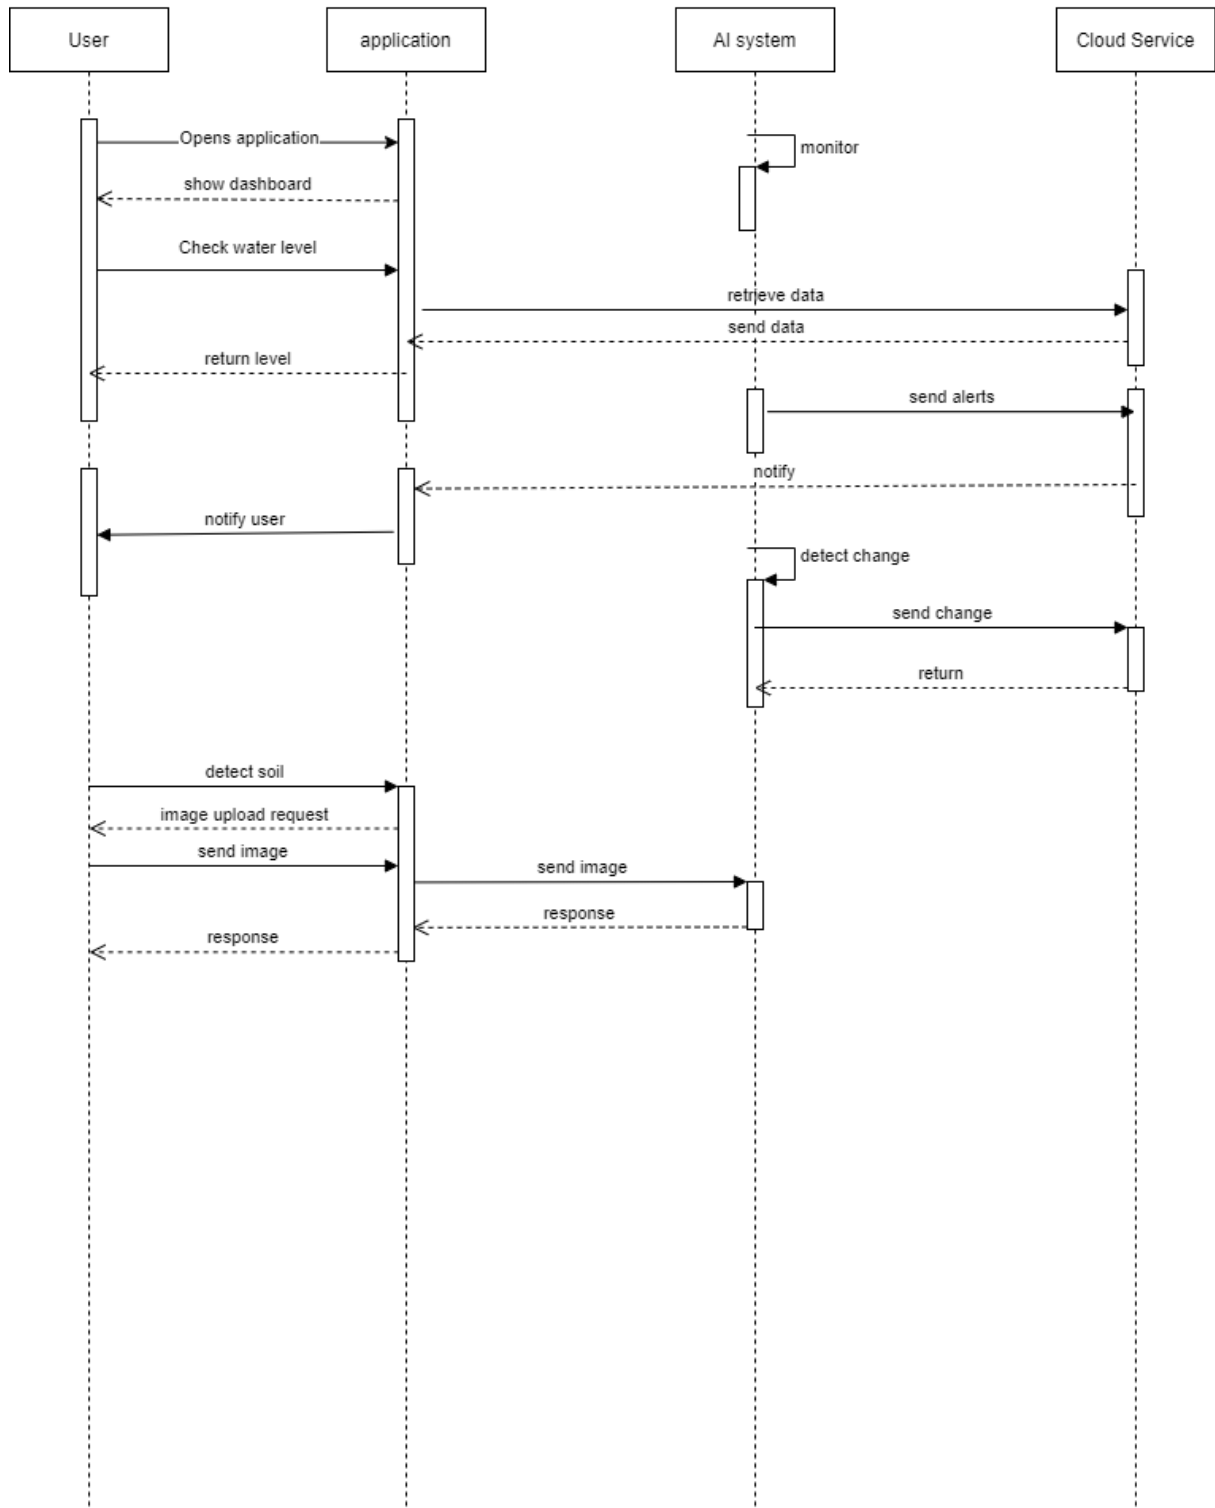 User
application
AI system
Cloud Service
Opens application
monitor
show dashboard
Check water level
retrieve data
send data
return level
send alerts
notify
notify user
detect change
send change
return
detect soil
image upload request
send image
send image
response
response